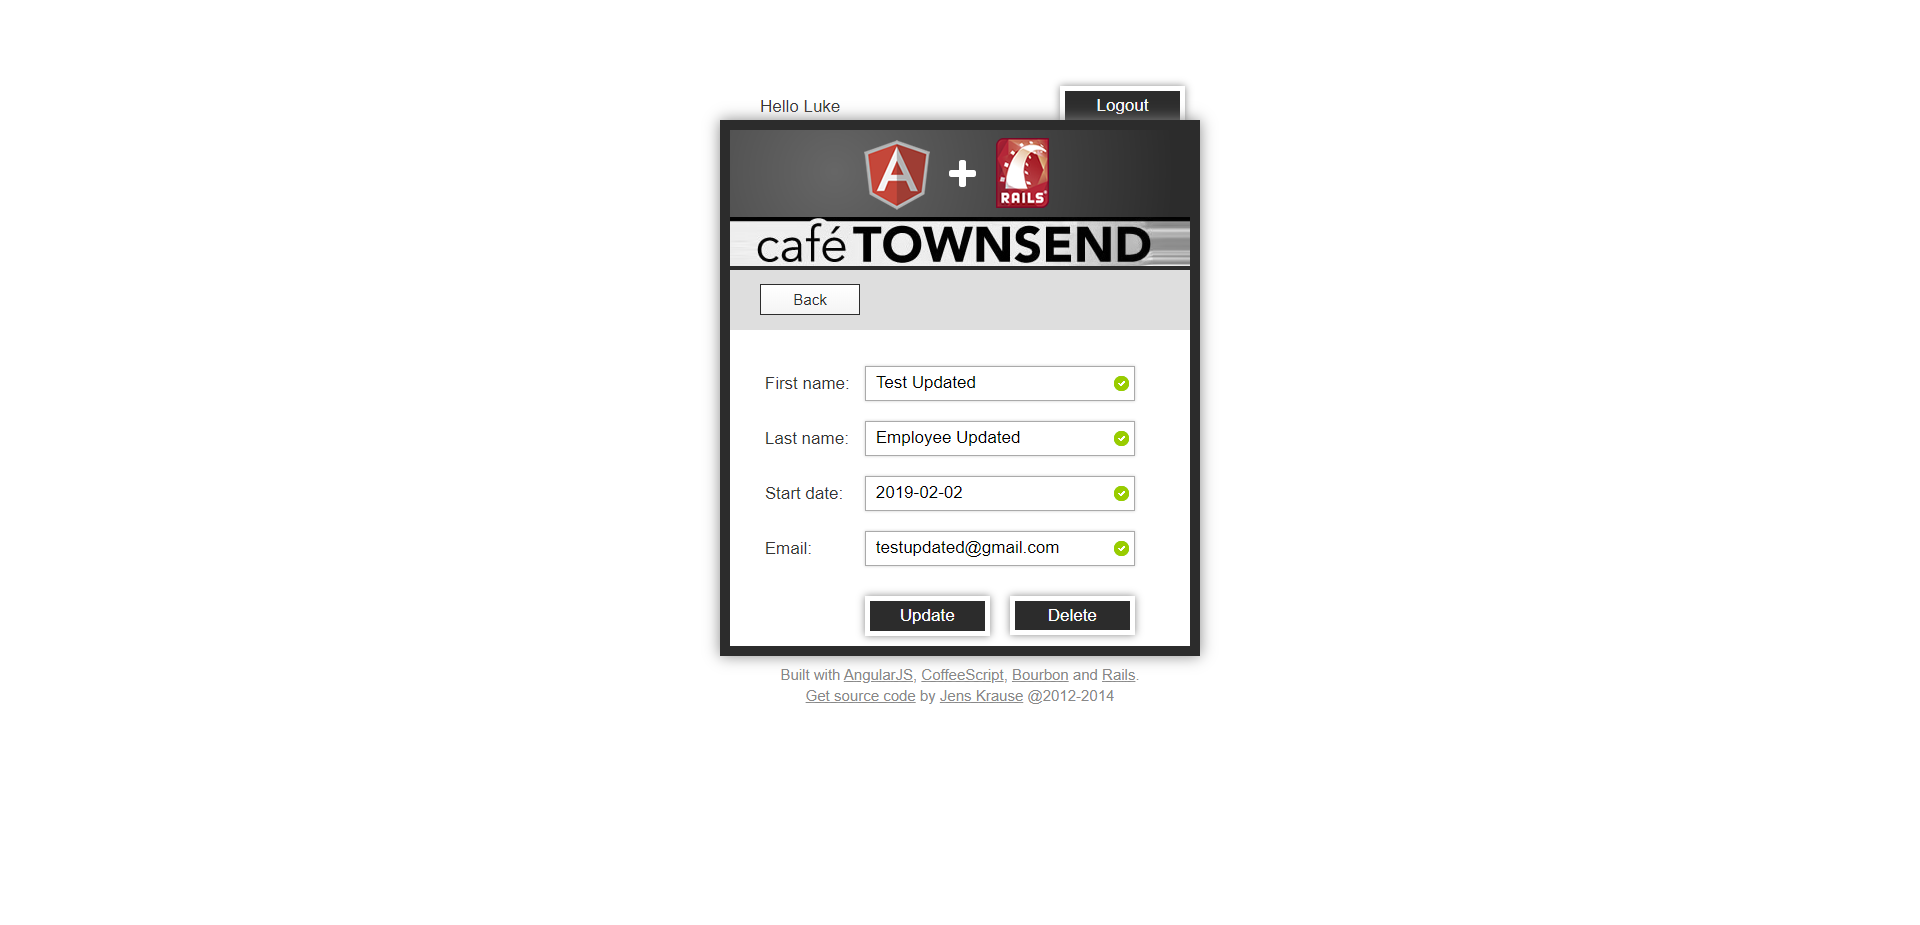 Hello Luke
Logout
RAILS
café TOWNSEND
Back
First name: Test Updated
Last name: Employee Updated
Start date: 2019-02-02
Email: testupdated@gmail.com
Update Delete
Built with AngularJS, CoffeeScript, Bourbon and Rails.
Get source code by Jens Krause @2012-2014